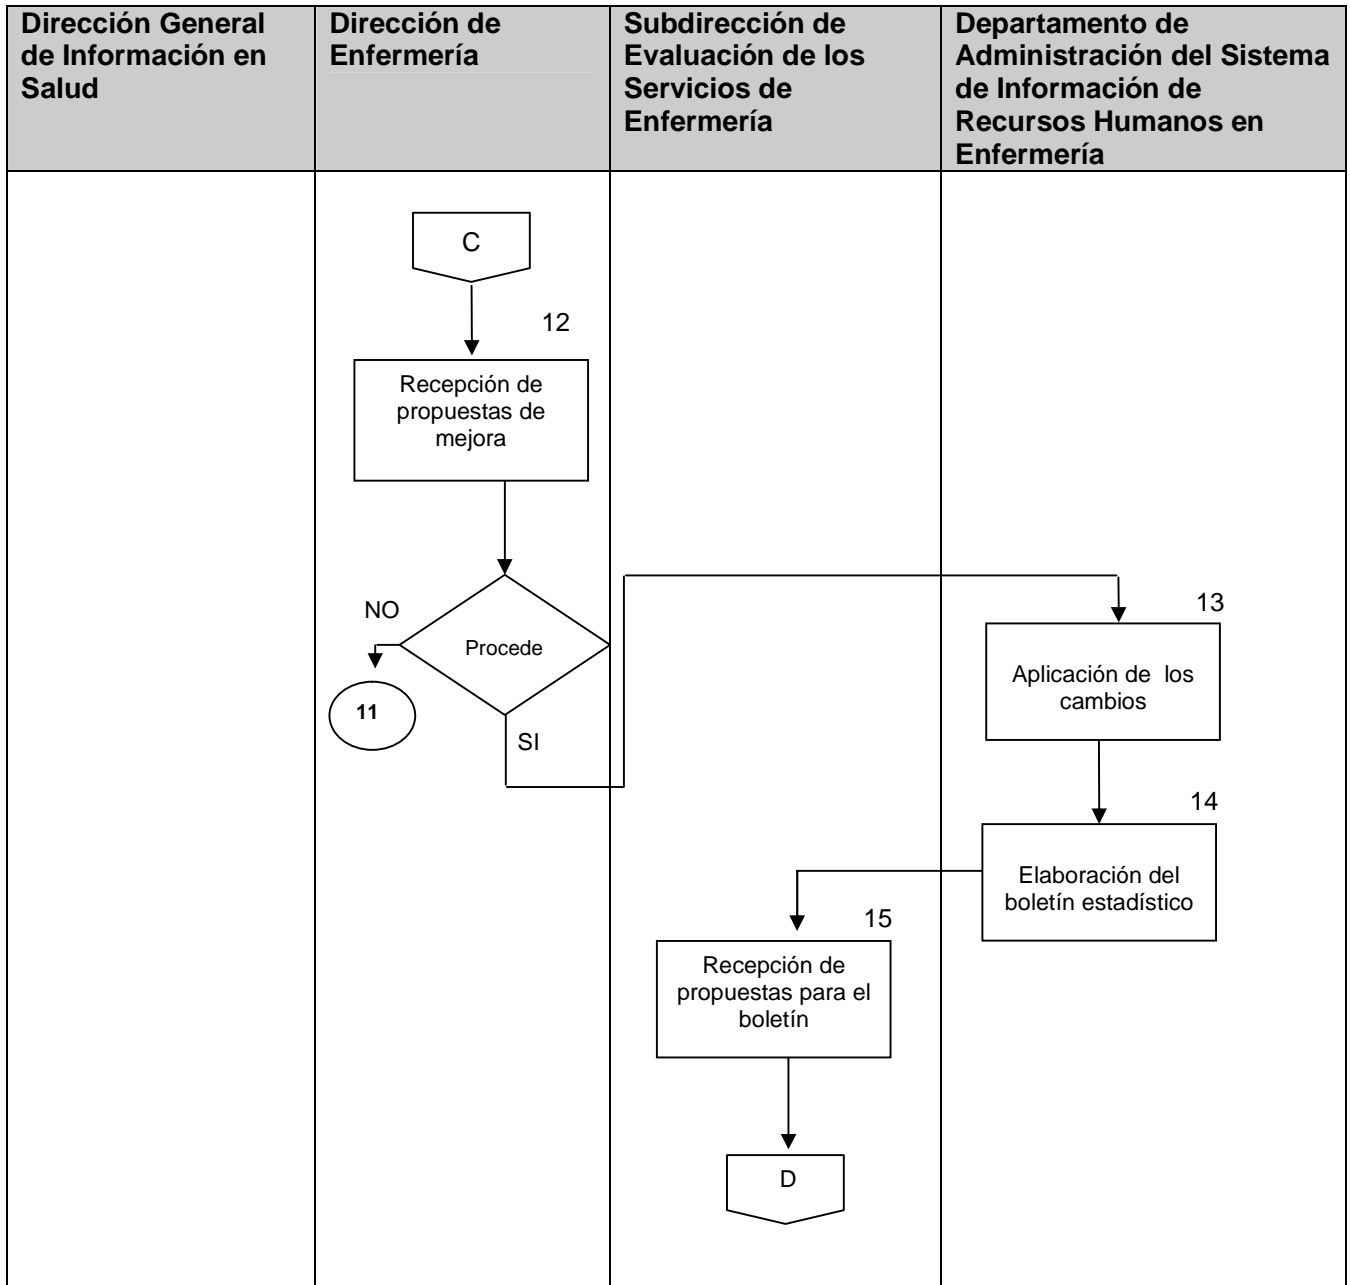 Dirección General
de Información en
Salud
Dirección de
Enfermería
Subdirección de
Evaluación de los
Servicios de
Enfermería
Departamento de
Administración del Sistema
de Información de
Recursos Humanos en
Enfermería
C
12
Recepción de
propuestas de
mejora
NO
Procede
11
SI
13
Aplicación de los
cambios
14
Elaboración del
boletín estadístico
15
Recepción de
propuestas para el
boletín
D